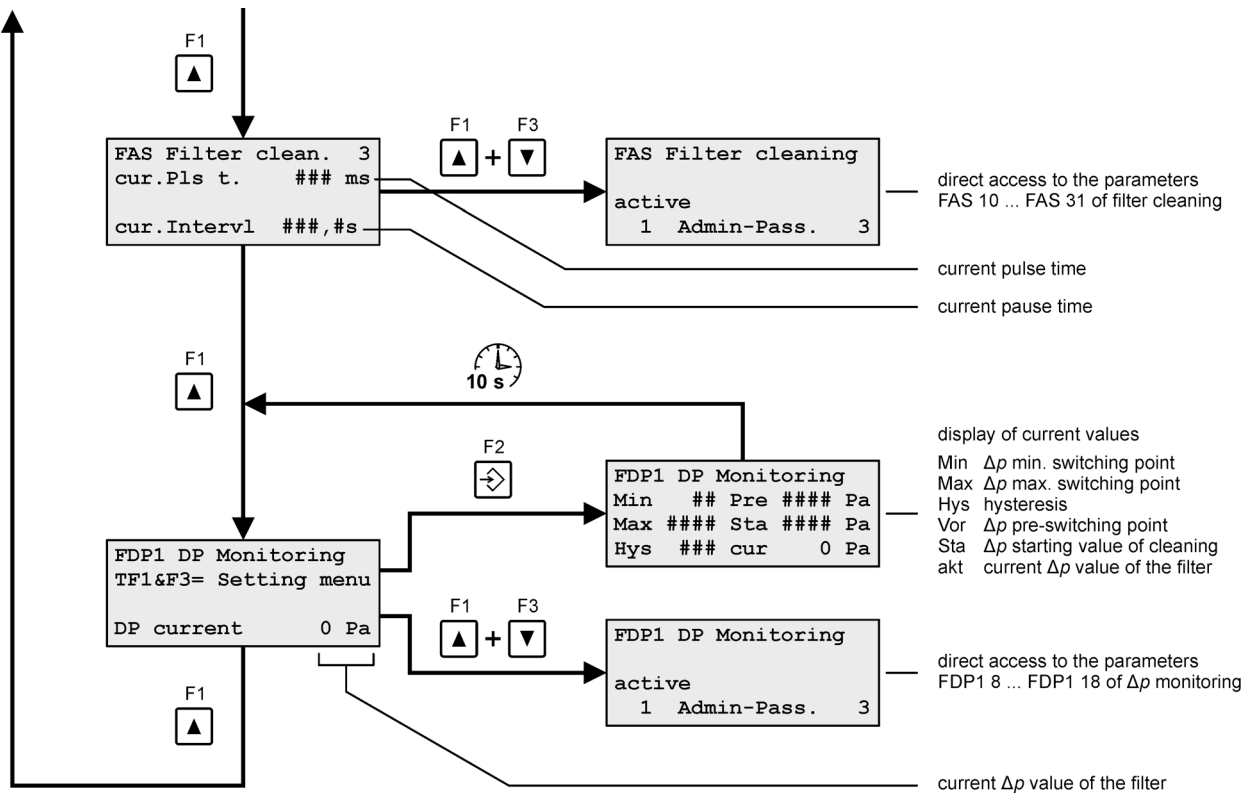 F1
FAS Filter clean. 3
cur.Pls t. ### ms
cur.Intervl ###,#s
F1 F3
+
FAS Filter cleaning
active
1 Admin-Pass. 3
direct access to the parameters
FAS 10 ... FAS 31 of filter cleaning
current pulse time
current pause time
F1
10 s
F2
FDP1 DP Monitoring
Min ## Pre #### Pa
Max #### Sta #### Pa
Hys ### cur 0 Pa
display of current values
Min Δp min. switching point
Max Δp max. switching point
Hys hysteresis
Vor Δp pre-switching point
Sta Δp starting value of cleaning
akt current Δp value of the filter
FDP1 DP Monitoring
TF1&F3= Setting menu
DP current 0 Pa
F1 F3
+
FDP1 DP Monitoring
active
1 Admin-Pass. 3
direct access to the parameters
FDP1 8 ... FDP1 18 of Δp monitoring
F1
current Δp value of the filter